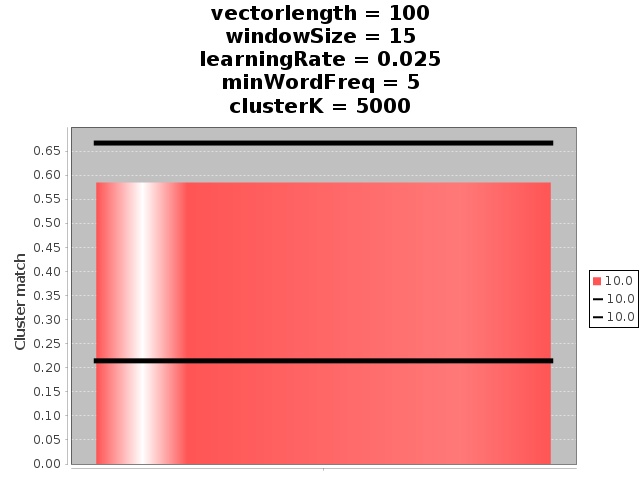 vectorlength = 100
windowSize = 15
learningRate = 0.025
minWordFreq = 5
clusterK = 5000
0.65
0.60
0.55
0.50
0.45
0.40
0.35
0.30
0.25
0.20
0.15
0.10
0.05
0.00
Cluster match
10.0
10.0
10.0